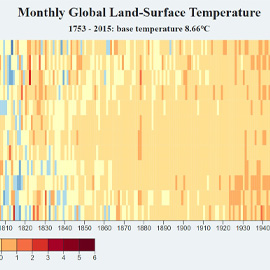 Monthly Global Land-Surface Temperature
1753 - 2015: base temperature 8.66°C
1810 1820 1830 1840 1850 1860 1870 1880 1890 1900 1910 1920 1930 1940
0 1 2 3 4 5 6